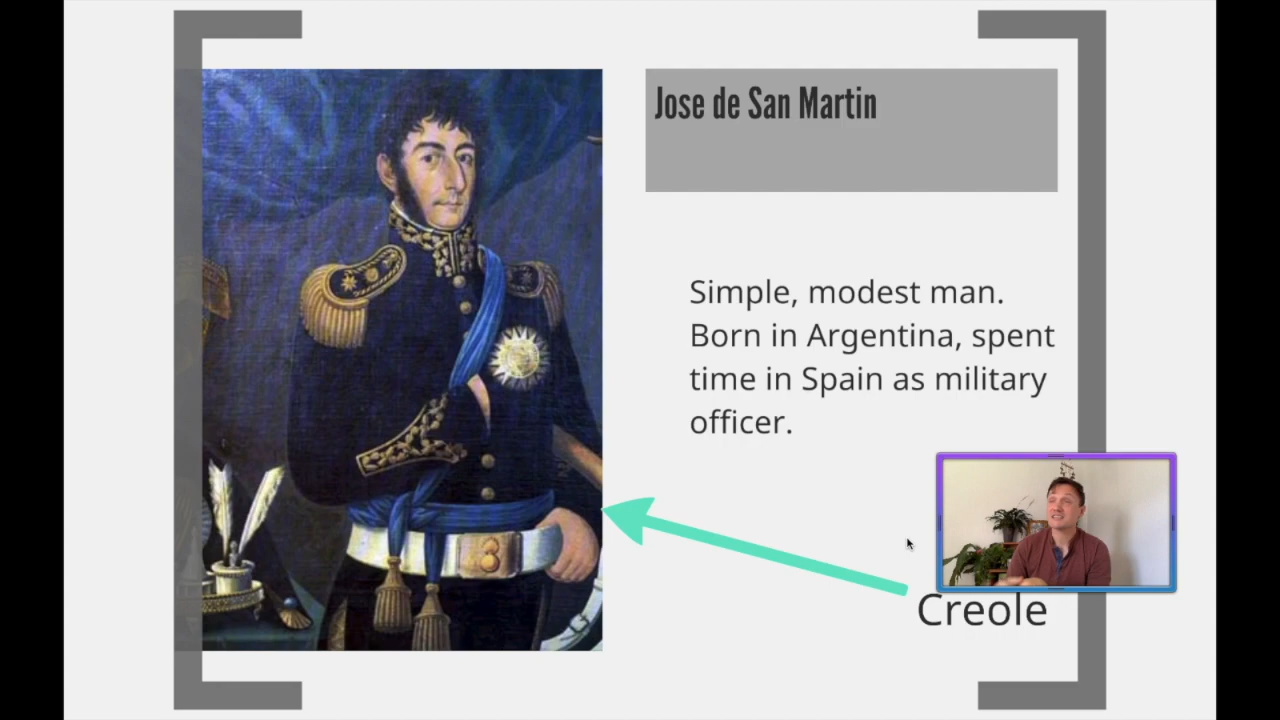 Jose de San Martin
Simple, modest man.
Born in Argentina, spent
time in Spain as military
officer.
Creole